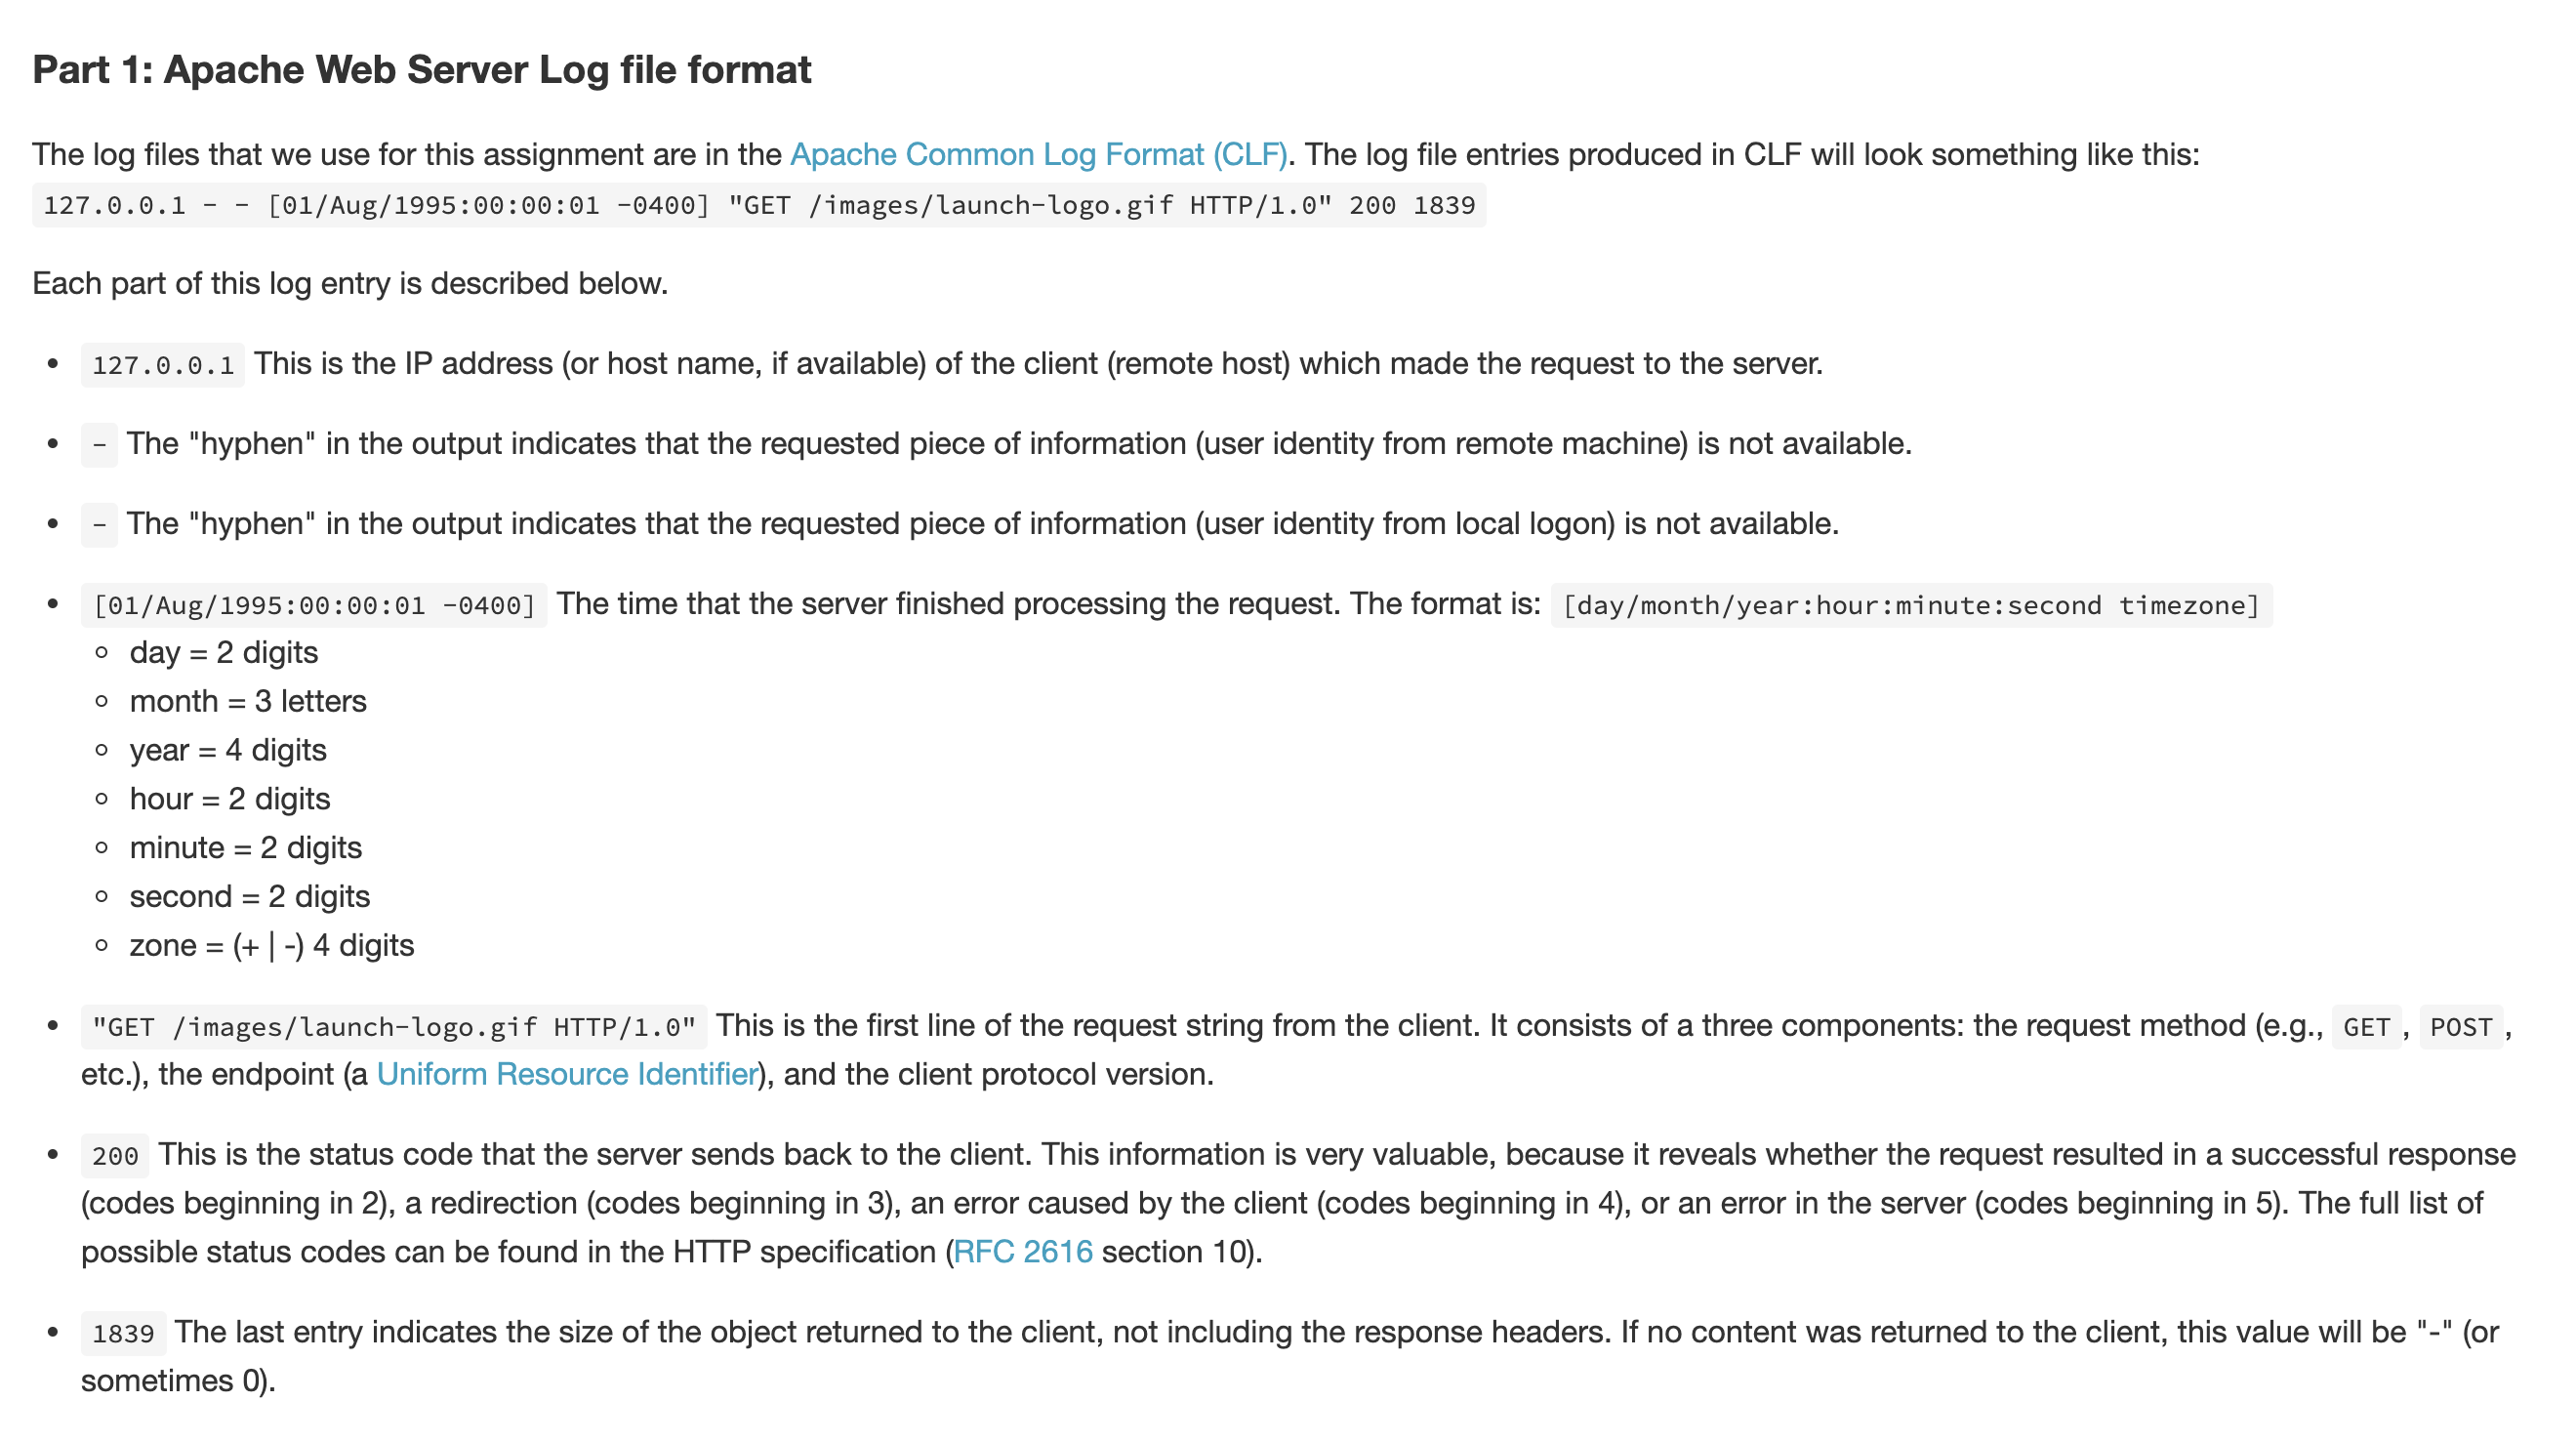 Part 1: Apache Web Server Log file format
The log files that we use for this assignment are in the Apache Common Log Format (CLF). The log file entries produced in CLF will look something like this:
127.0.0.1 - - [01/Aug/1995:00:00:01 -0400] "GET /images/launch-logo.gif HTTP/1.0" 200 1839
Each part of this log entry is described below.
• 127.0.0.1 This is the IP address (or host name, if available) of the client (remote host) which made the request to the server.
• - The "hyphen" in the output indicates that the requested piece of information (user identity from remote machine) is not available.
• - The "hyphen" in the output indicates that the requested piece of information (user identity from local logon) is not available.
• [01/Aug/1995:00:00:01 -0400] The time that the server finished processing the request. The format is: [day/month/year:hour:minute:second timezone]
◦ day = 2 digits
◦ month = 3 letters
◦ year = 4 digits
◦ hour = 2 digits
◦ minute = 2 digits
◦ second = 2 digits
◦ zone = (+ | -) 4 digits
• "GET /images/launch-logo.gif HTTP/1.0" This is the first line of the request string from the client. It consists of a three components: the request method (e.g., GET, POST,
etc.), the endpoint (a Uniform Resource Identifier), and the client protocol version.
• 200 This is the status code that the server sends back to the client. This information is very valuable, because it reveals whether the request resulted in a successful response
(codes beginning in 2), a redirection (codes beginning in 3), an error caused by the client (codes beginning in 4), or an error in the server (codes beginning in 5). The full list of
possible status codes can be found in the HTTP specification (RFC 2616 section 10).
• 1839 The last entry indicates the size of the object returned to the client, not including the response headers. If no content was returned to the client, this value will be "-" (or
sometimes 0).